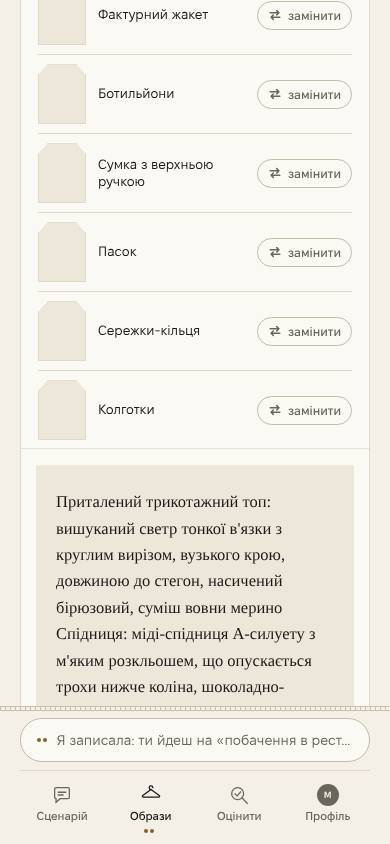 Фактурний жакет
замінити
Ботильйони
замінити
Сумка з верхньою
ручкою
замінити
Пасок
замінити
Сережки-кільця
замінити
Колготки
замінити
Приталений трикотажний топ:
вишуканий светр тонкої в'язки з
круглим вирізом, вузького крою,
довжиною до стегон, насичений
бірюзовий, суміш вовни мерино
Спідниця: міді-спідниця А-силуету з
м'яким розкльошем, що опускається
трохи нижче коліна, шоколадно-
Я записала: ти йдеш на «побачення в рест...
Сценарій
Образи
Оцінити
М
Профіль